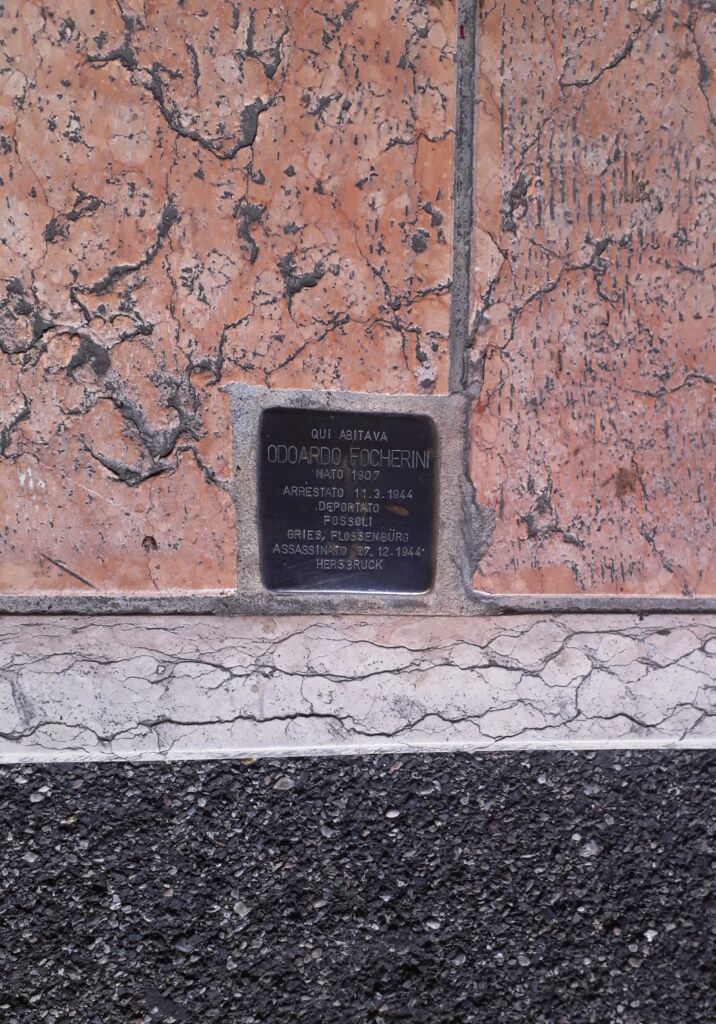 QUI ABITAVA
ODOARDO FOCHERINI
NATO 1907
ARRESTATO 11.3.1944
DEPORTATO
FOSSOLI
GRIES, FLOSSENBÜRG
ASSASSINATO 27.12.1944
HERSBRUCK